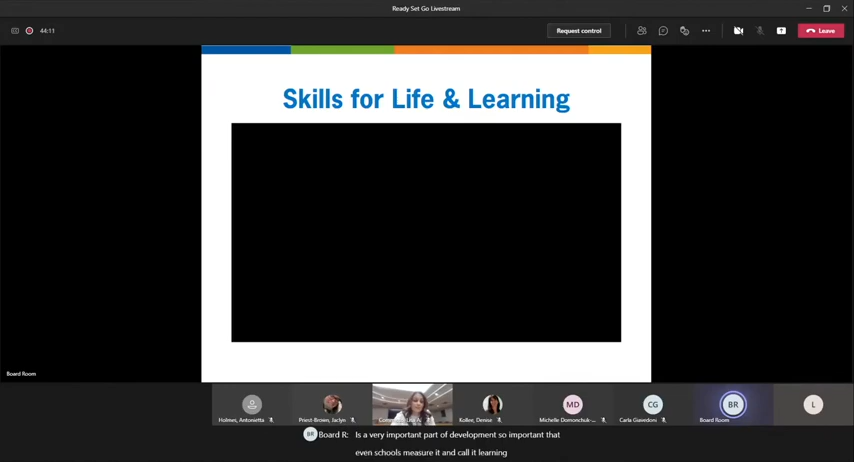 Ready Set Go Livestream
44:11
Request control
Leave
Skills for Life & Learning
Board Room
Holmes, Antonietta
Priest-Brown, Jaclyn
Kollee, Denise
MD
Michelle Domonchuk-...
CG
Carla Giavedoni
BR
Board Room
L
BR Board R: Is a very important part of development so important that
even schools measure it and call it learning